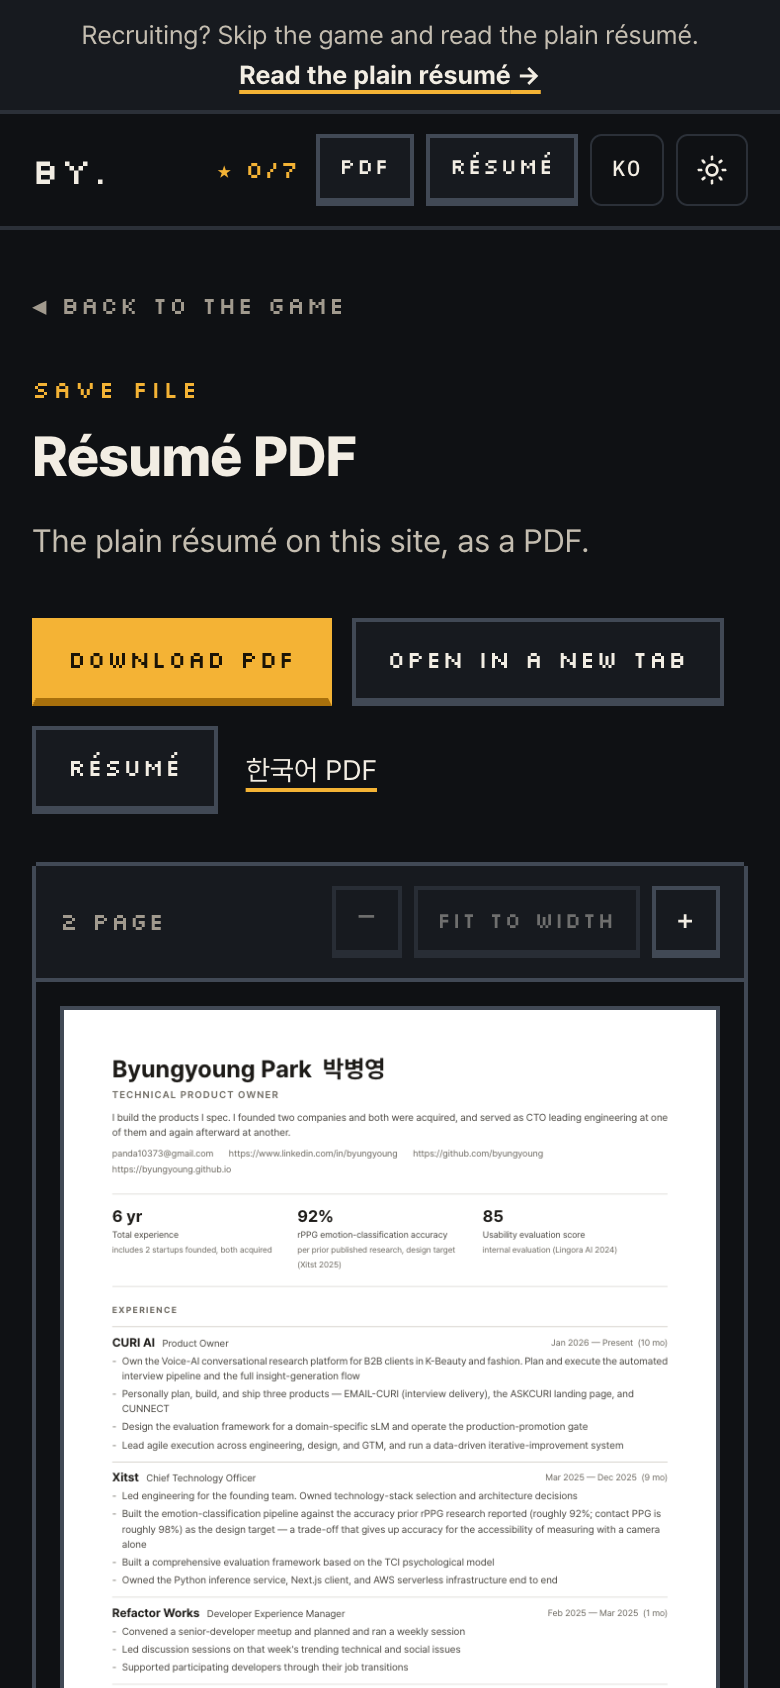 Recruiting? Skip the game and read the plain résumé.
Read the plain résumé →
BY.
★ 0/7
PDF
RÉSUMÉ
KO
◀ BACK TO THE GAME
SAVE FILE
Résumé PDF
The plain résumé on this site, as a PDF.
DOWNLOAD PDF
OPEN IN A NEW TAB
RÉSUMÉ
한국어 PDF
2 PAGE
−
FIT TO WIDTH
+
Byungyoung Park 박병영
TECHNICAL PRODUCT OWNER
I build the products I spec. I founded two companies and both were acquired, and served as CTO leading engineering at one
of them and again afterward at another.
panda10373@gmail.com https://www.linkedin.com/in/byungyoung https://github.com/byungyoung
https://byungyoung.github.io
6 yr
Total experience
includes 2 startups founded, both acquired
92%
rPPG emotion-classification accuracy
per prior published research, design target
(Xitst 2025)
85
Usability evaluation score
internal evaluation (Lingora AI 2024)
EXPERIENCE
CURI AI Product Owner Jan 2026 — Present (10 mo)
- Own the Voice-AI conversational research platform for B2B clients in K-Beauty and fashion. Plan and execute the automated
interview pipeline and the full insight-generation flow
- Personally plan, build, and ship three products — EMAIL-CURI (interview delivery), the ASKCURI landing page, and
CUNNECT
- Design the evaluation framework for a domain-specific sLM and operate the production-promotion gate
- Lead agile execution across engineering, design, and GTM, and run a data-driven iterative-improvement system
Xitst Chief Technology Officer Mar 2025 — Dec 2025 (9 mo)
- Led engineering for the founding team. Owned technology-stack selection and architecture decisions
- Built the emotion-classification pipeline against the accuracy prior rPPG research reported (roughly 92%; contact PPG is
roughly 98%) as the design target — a trade-off that gives up accuracy for the accessibility of measuring with a camera
alone
- Built a comprehensive evaluation framework based on the TCI psychological model
- Owned the Python inference service, Next.js client, and AWS serverless infrastructure end to end
Refactor Works Developer Experience Manager Feb 2025 — Mar 2025 (1 mo)
- Convened a senior-developer meetup and planned and ran a weekly session
- Led discussion sessions on that week's trending technical and social issues
- Supported participating developers through their job transitions